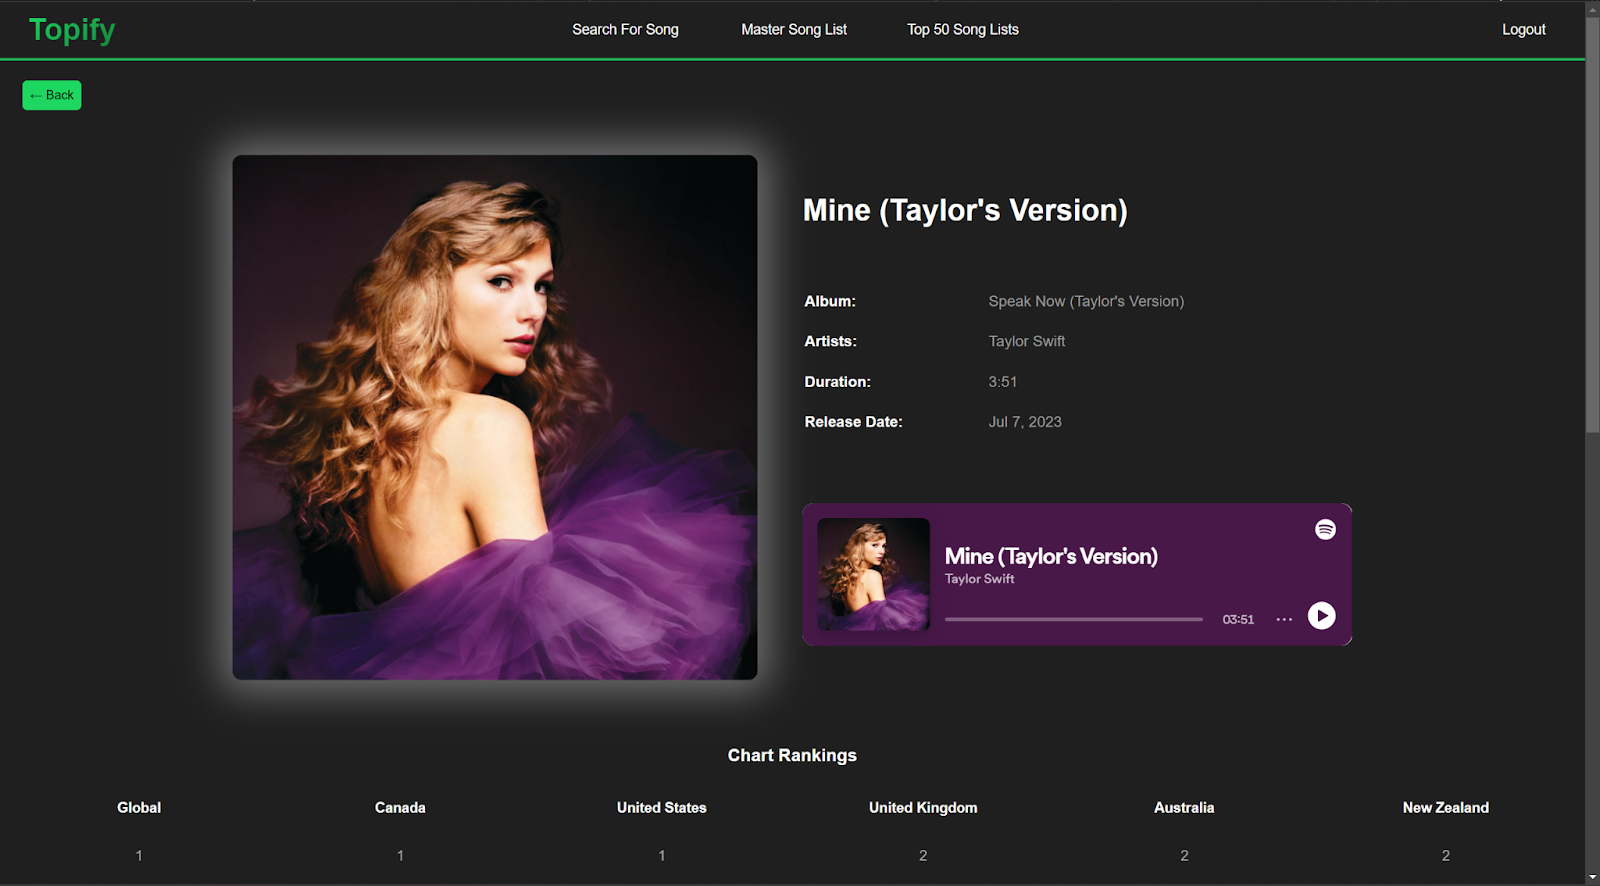 Topify
Search For Song
Master Song List
Top 50 Song Lists
Logout
← Back
Mine (Taylor's Version)
Album: Speak Now (Taylor's Version)
Artists: Taylor Swift
Duration: 3:51
Release Date: Jul 7, 2023
Mine (Taylor's Version)
Taylor Swift
03:51
Chart Rankings
Global Canada United States United Kingdom Australia New Zealand
1 1 1 2 2 2